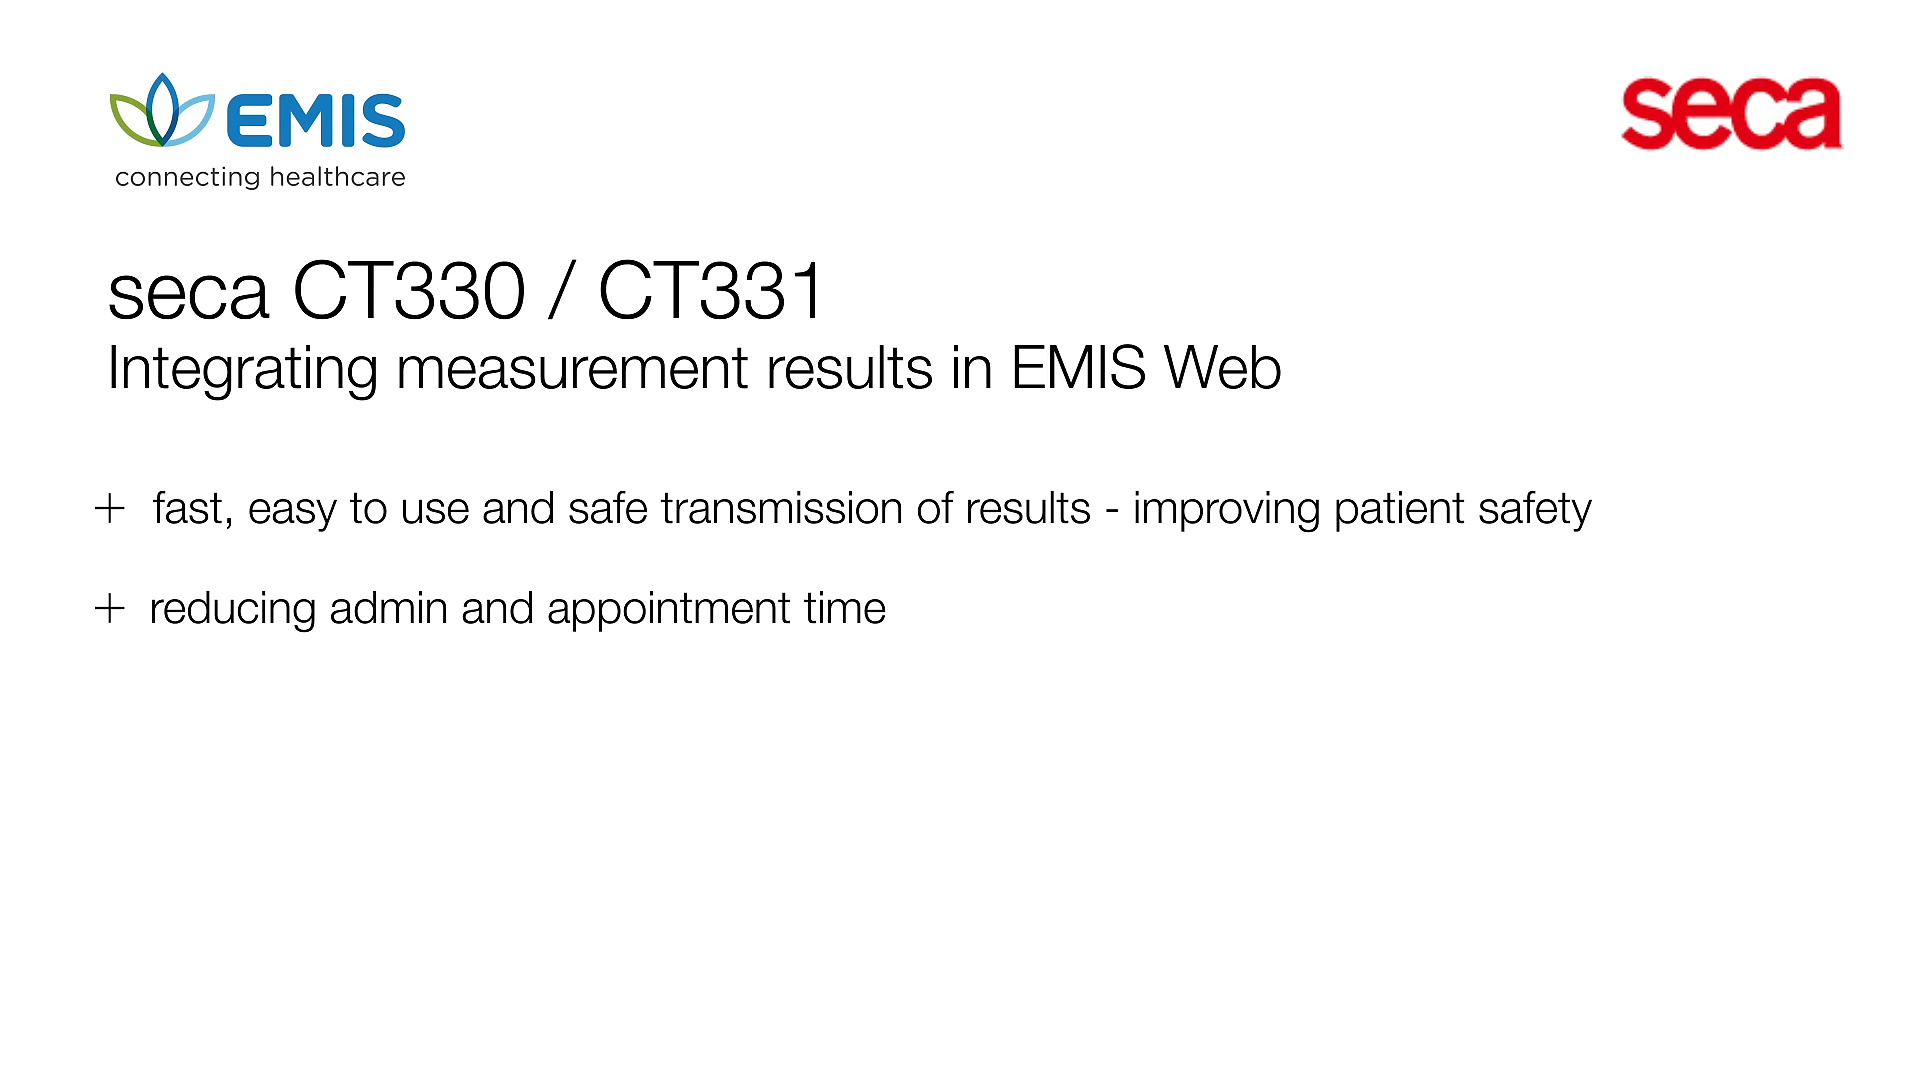 EMIS
connecting healthcare
seca
seca CT330 / CT331
Integrating measurement results in EMIS Web
+ fast, easy to use and safe transmission of results - improving patient safety
+ reducing admin and appointment time